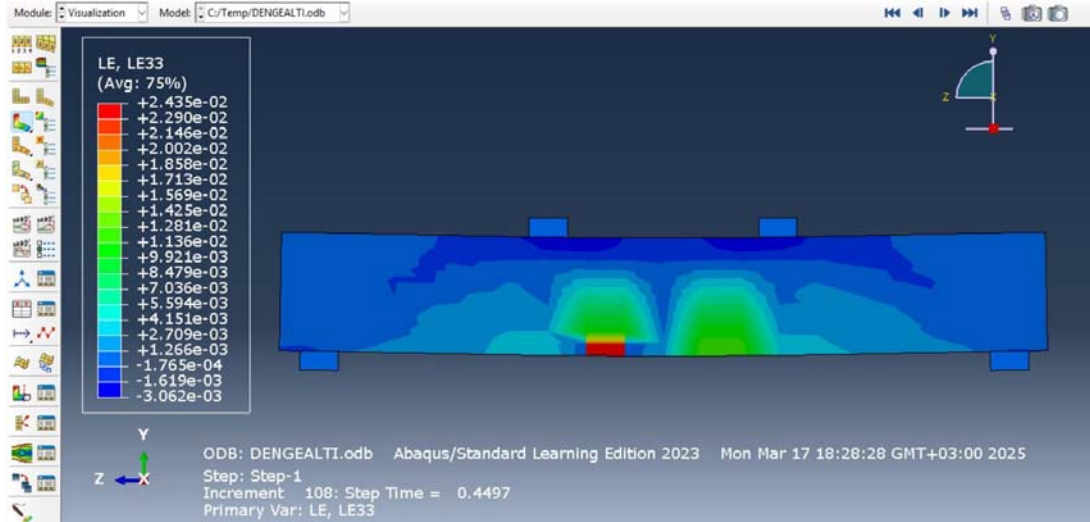 Module: Visualization Model: C:/Temp/DENGEALTI.odb
LE, LE33
(Avg: 75%)
+2.435e-02
+2.290e-02
+2.146e-02
+2.002e-02
+1.858e-02
+1.713e-02
+1.569e-02
+1.425e-02
+1.281e-02
+1.136e-02
+9.921e-03
+8.479e-03
+7.036e-03
+5.594e-03
+4.151e-03
+2.709e-03
+1.266e-03
-1.765e-04
-1.619e-03
-3.062e-03
Y
Z
X
Y
Z
X
ODB: DENGEALTI.odb Abaqus/Standard Learning Edition 2023 Mon Mar 17 18:28:28 GMT+03:00 2025
Step: Step-1
Increment 108: Step Time = 0.4497
Primary Var: LE, LE33